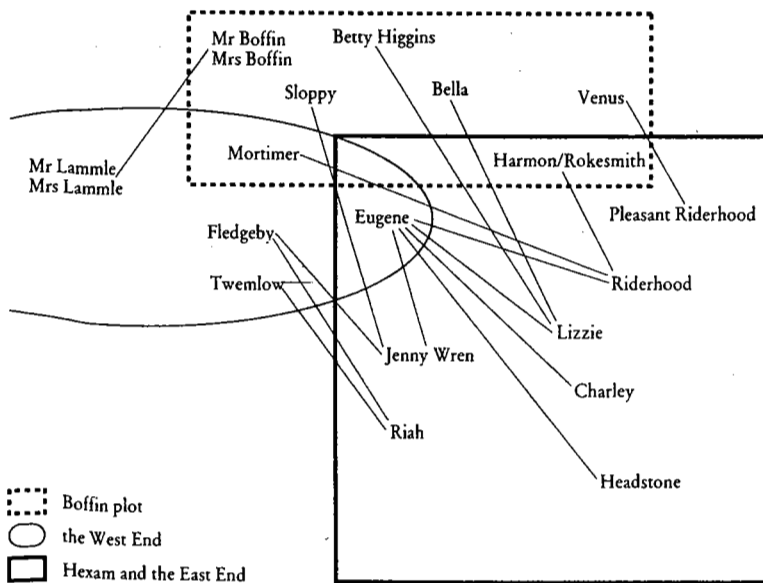 Mr Boffin
Mrs Boffin
Betty Higgins
Sloppy
Bella
Venus
Mr Lammle
Mrs Lammle
Mortimer
Harmon/Rokesmith
Eugene
Pleasant Riderhood
Fledgeby
Twemlow
Riderhood
Lizzie
Jenny Wren
Charley
Riah
Headstone
Boffin plot
the West End
Hexam and the East End